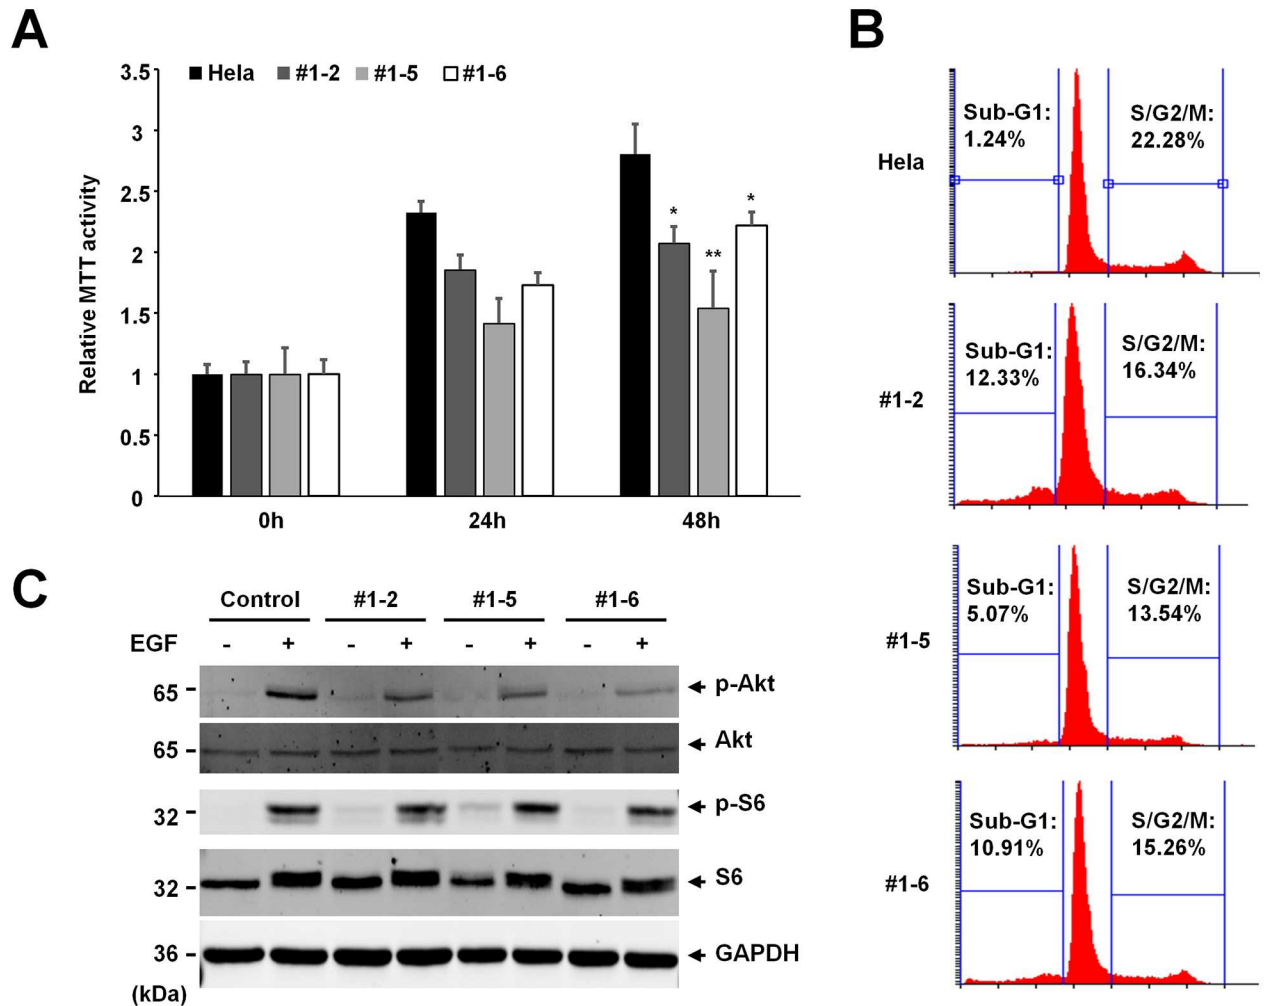 A
3.5
3
2.5
2
1.5
1
0.5
0
Relative MTT activity
Hela #1-2 #1-5 #1-6
*
**
*
0h 24h 48h
B
Hela
Sub-G1:
1.24%
S/G2/M:
22.28%
#1-2
Sub-G1:
12.33%
S/G2/M:
16.34%
#1-5
Sub-G1:
5.07%
S/G2/M:
13.54%
#1-6
Sub-G1:
10.91%
S/G2/M:
15.26%
C
Control #1-2 #1-5 #1-6
EGF - + - + - + - +
65 p-Akt
65 Akt
32 p-S6
32 S6
36 GAPDH
(kDa)